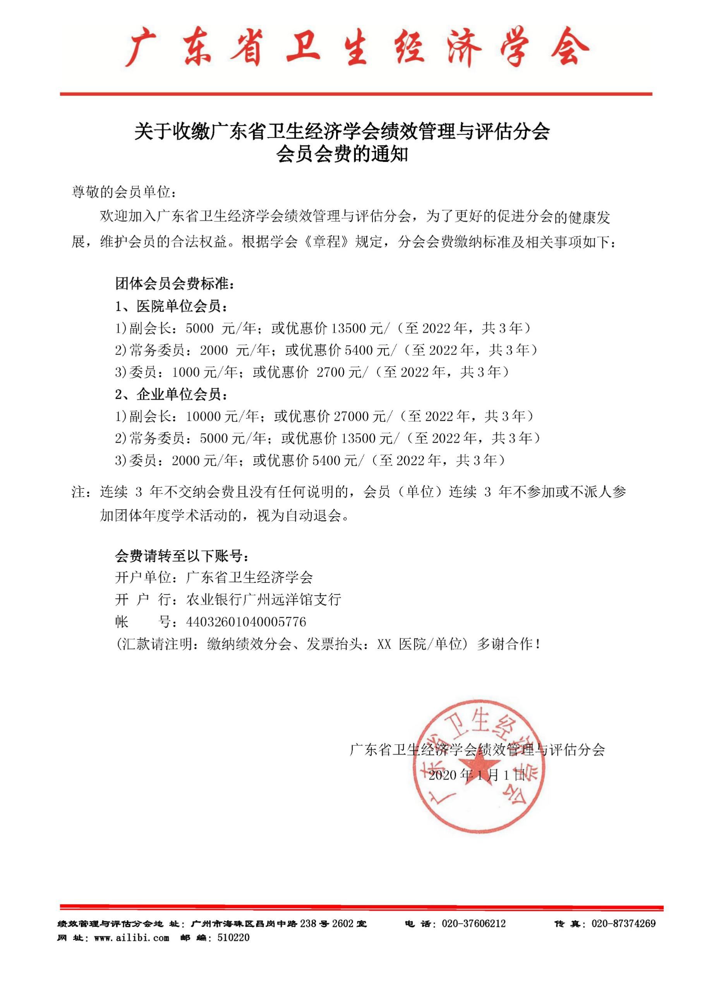 广东省卫生经济学会
关于收缴广东省卫生经济学会绩效管理与评估分会
会员会费的通知
尊敬的会员单位：
欢迎加入广东省卫生经济学会绩效管理与评估分会，为了更好的促进分会的健康发
展，维护会员的合法权益。根据学会《章程》规定，分会会费缴纳标准及相关事项如下：
团体会员会费标准：
1、医院单位会员：
1)副会长：5000 元/年；或优惠价 13500 元/（至 2022 年，共 3 年）
2)常务委员：2000 元/年；或优惠价 5400 元/（至 2022 年，共 3 年）
3)委员：1000 元/年；或优惠价 2700 元/（至 2022 年，共 3 年）
2、企业单位会员：
1)副会长：10000 元/年；或优惠价 27000 元/（至 2022 年，共 3 年）
2)常务委员：5000 元/年；或优惠价 13500 元/（至 2022 年，共 3 年）
3)委员：2000 元/年；或优惠价 5400 元/（至 2022 年，共 3 年）
注：连续 3 年不交纳会费且没有任何说明的，会员（单位）连续 3 年不参加或不派人参
加团体年度学术活动的，视为自动退会。
会费请转至以下账号：
开户单位：广东省卫生经济学会
开 户 行：农业银行广州远洋馆支行
帐 号：44032601040005776
(汇款请注明：缴纳绩效分会、发票抬头：XX 医院/单位) 多谢合作！
广东省卫生经济学会
广东省卫生经济学会绩效管理与评估分会
2020 年 1 月 1 日
绩效管理与评估分会地 址：广州市海珠区昌岗中路 238 号 2602 室 电 话：020-37606212 传 真：020-87374269
网 址：www.ailibi.com 邮 编：510220